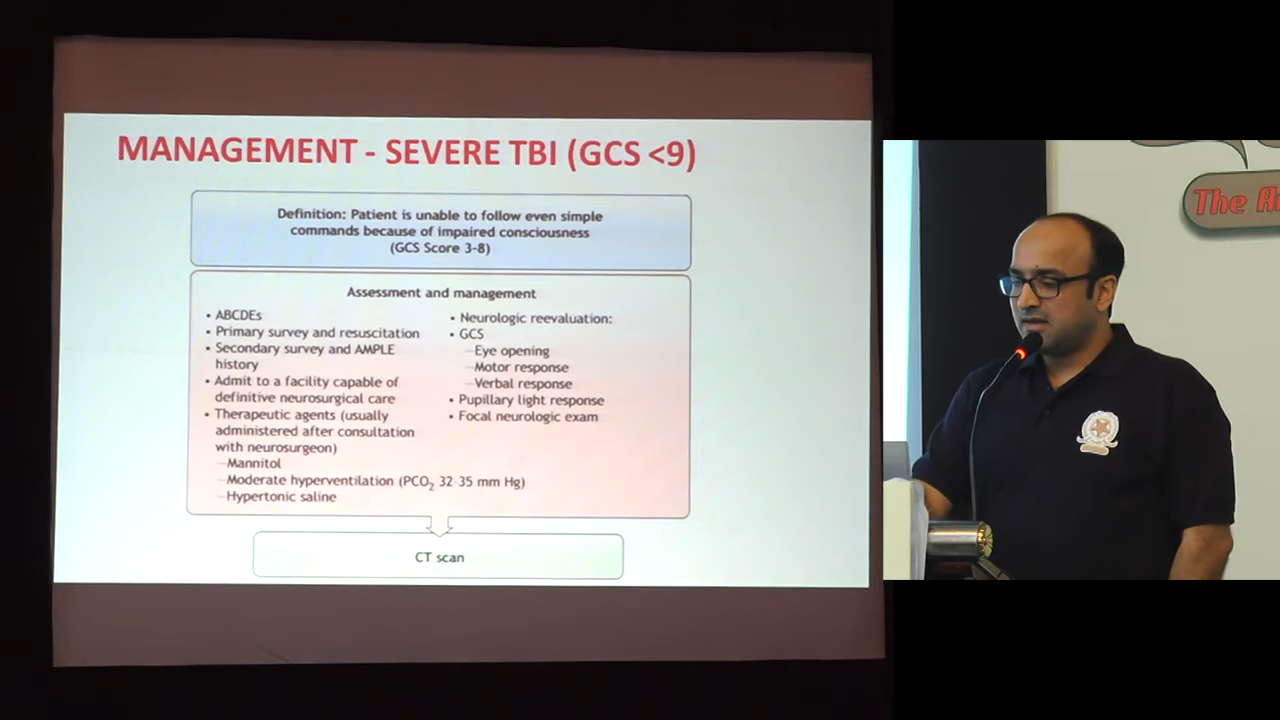 MANAGEMENT - SEVERE TBI (GCS <9)
Definition: Patient is unable to follow even simple
commands because of impaired consciousness
(GCS Score 3-8)
Assessment and management
• ABCDEs
• Primary survey and resuscitation
• Secondary survey and AMPLE
history
• Admit to a facility capable of
definitive neurosurgical care
• Therapeutic agents (usually
administered after consultation
with neurosurgeon)
–Mannitol
–Moderate hyperventilation (PCO₂ 32–35 mm Hg)
–Hypertonic saline
• Neurologic reevaluation:
• GCS
–Eye opening
–Motor response
–Verbal response
• Pupillary light response
• Focal neurologic exam
CT scan
The